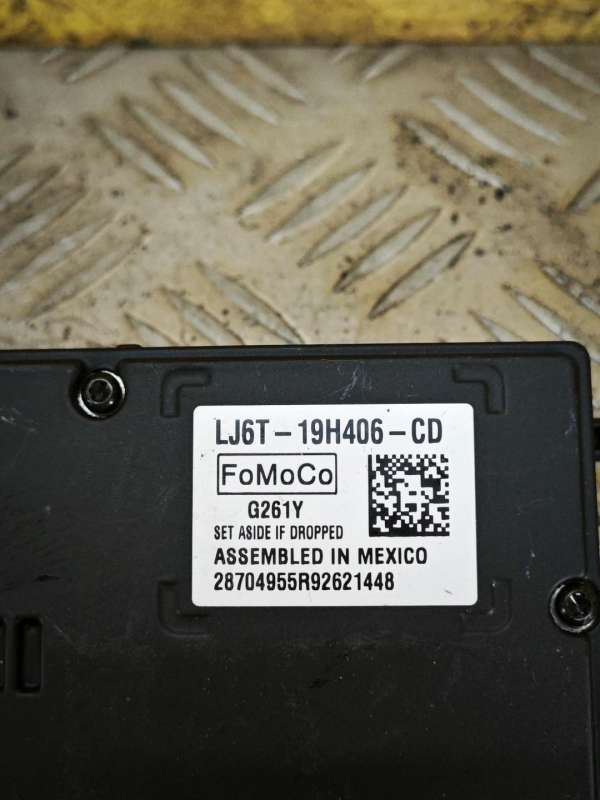 LJ6T-19H406-CD
FoMoCo
G261Y
SET ASIDE IF DROPPED
ASSEMBLED IN MEXICO
28704955R92621448